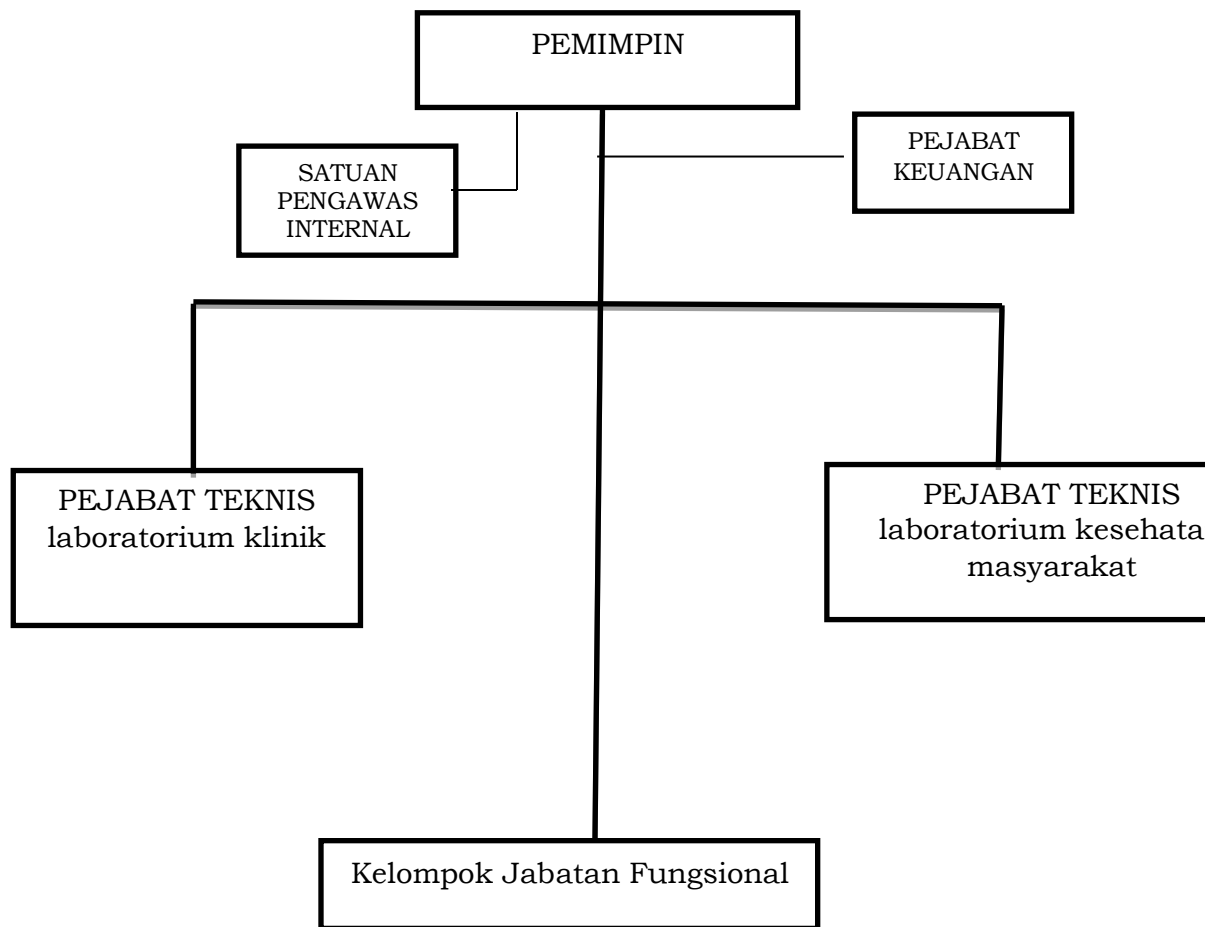 PEMIMPIN
SATUAN
PENGAWAS
INTERNAL
PEJABAT
KEUANGAN
PEJABAT TEKNIS
laboratorium klinik
PEJABAT TEKNIS
laboratorium kesehata
masyarakat
Kelompok Jabatan Fungsional